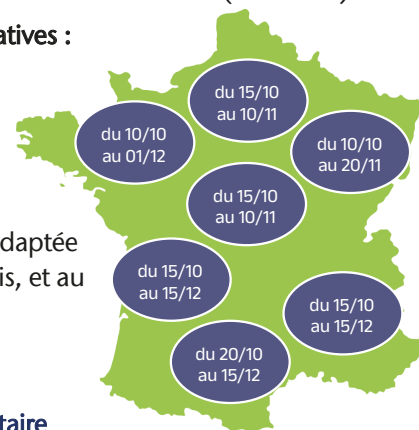 atives :
du 15/10
au 10/11
du 10/10
au 01/12
du 10/10
au 20/11
du 15/10
au 10/11
daptée
is, et au
du 15/10
au 15/12
du 15/10
au 15/12
du 20/10
au 15/12
taire